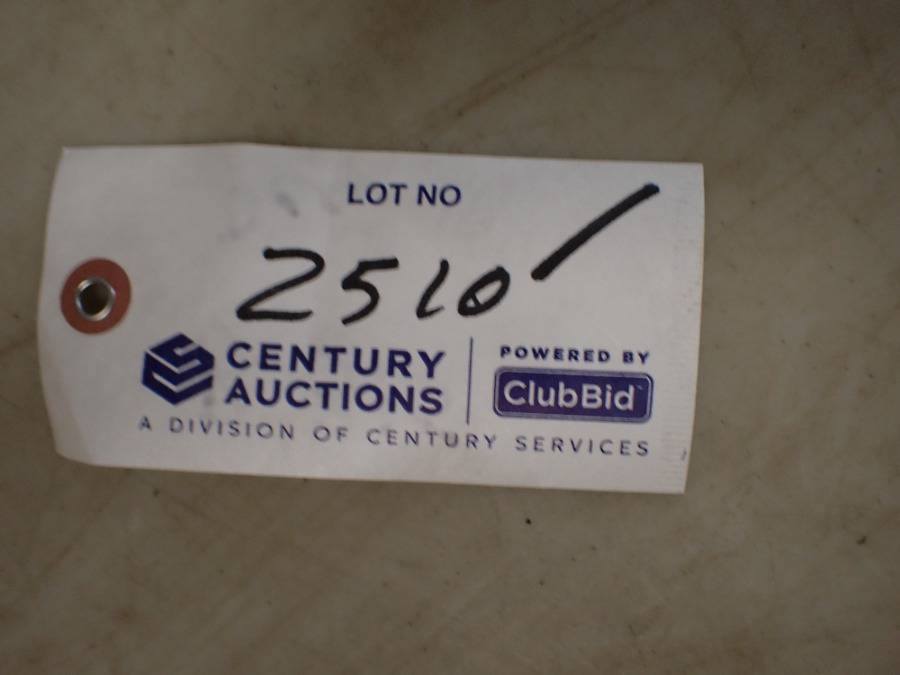 LOT NO
2510
CENTURY
AUCTIONS
A DIVISION OF CENTURY SERVICES
POWERED BY
ClubBid